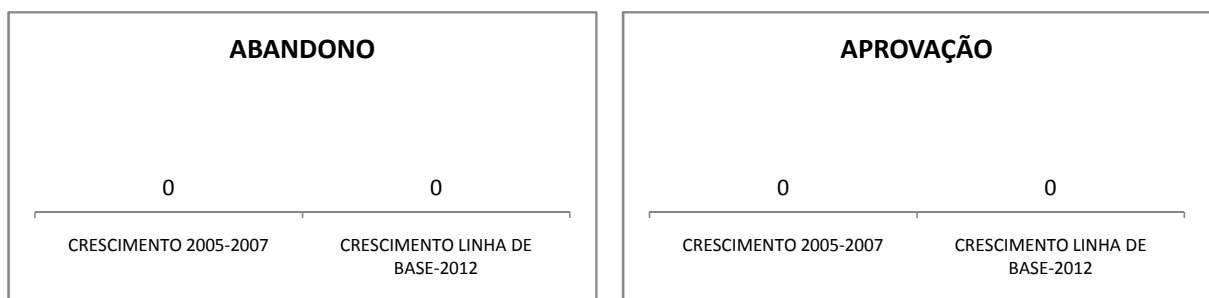 ABANDONO
0
0
CRESCIMENTO 2005-2007
CRESCIMENTO LINHA DE
BASE-2012
APROVAÇÃO
0
0
CRESCIMENTO 2005-2007
CRESCIMENTO LINHA DE
BASE-2012